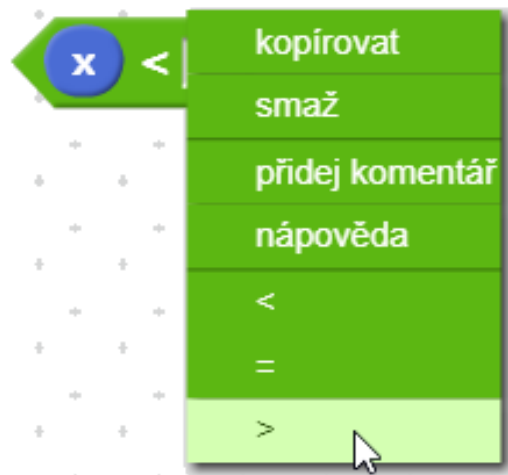 x <
kopírovat
smaž
přidej komentář
nápověda
<
=
>